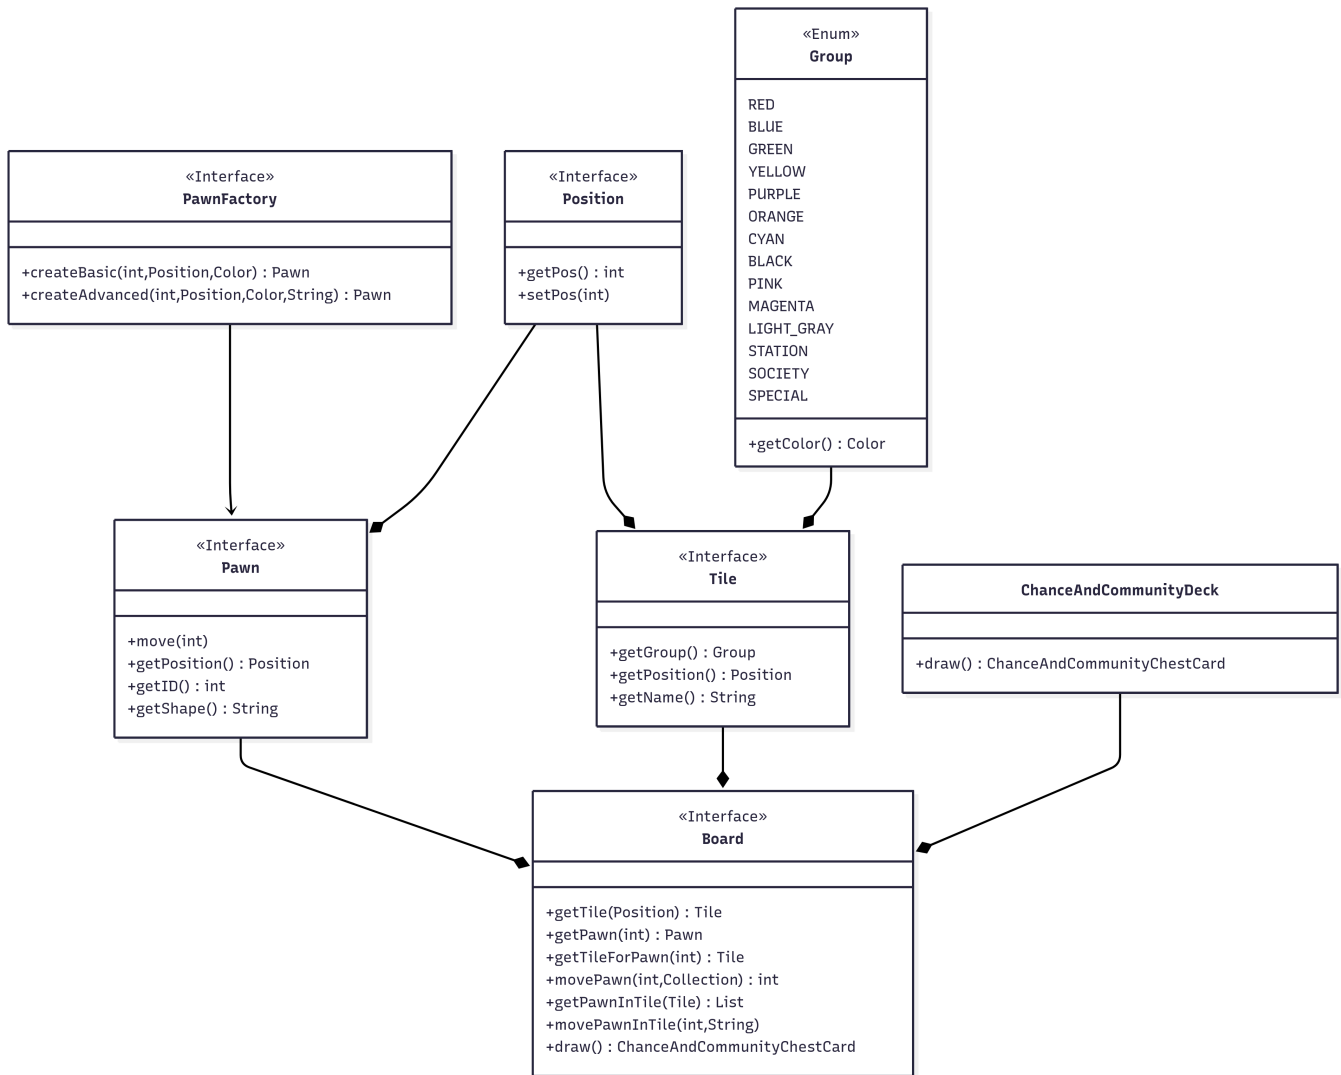 «Enum»
Group
RED
BLUE
GREEN
YELLOW
PURPLE
ORANGE
CYAN
BLACK
PINK
MAGENTA
LIGHT_GRAY
STATION
SOCIETY
SPECIAL
+getColor() : Color
«Interface»
PawnFactory
+createBasic(int,Position,Color) : Pawn
+createAdvanced(int,Position,Color,String) : Pawn
«Interface»
Position
+getPos() : int
+setPos(int)
«Interface»
Pawn
+move(int)
+getPosition() : Position
+getID() : int
+getShape() : String
«Interface»
Tile
+getGroup() : Group
+getPosition() : Position
+getName() : String
ChanceAndCommunityDeck
+draw() : ChanceAndCommunityChestCard
«Interface»
Board
+getTile(Position) : Tile
+getPawn(int) : Pawn
+getTileForPawn(int) : Tile
+movePawn(int,Collection) : int
+getPawnInTile(Tile) : List
+movePawnInTile(int,String)
+draw() : ChanceAndCommunityChestCard